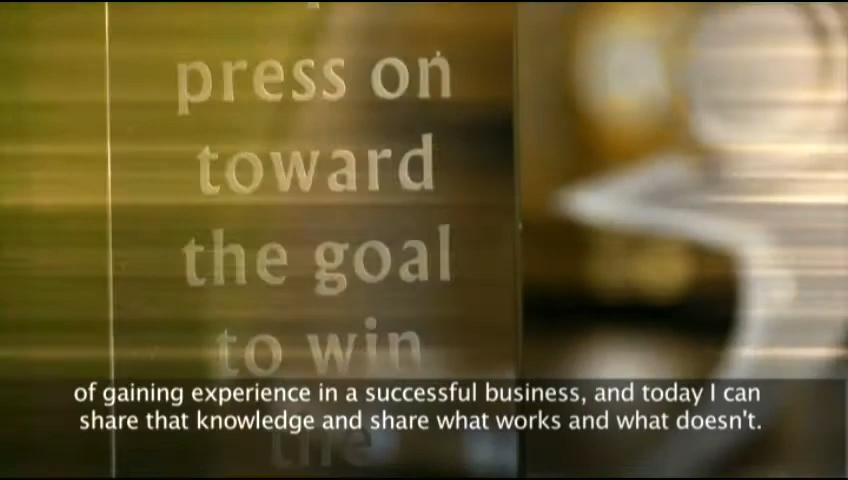 press on
toward
the goal
to win
the
of gaining experience in a successful business, and today I can
share that knowledge and share what works and what doesn't.